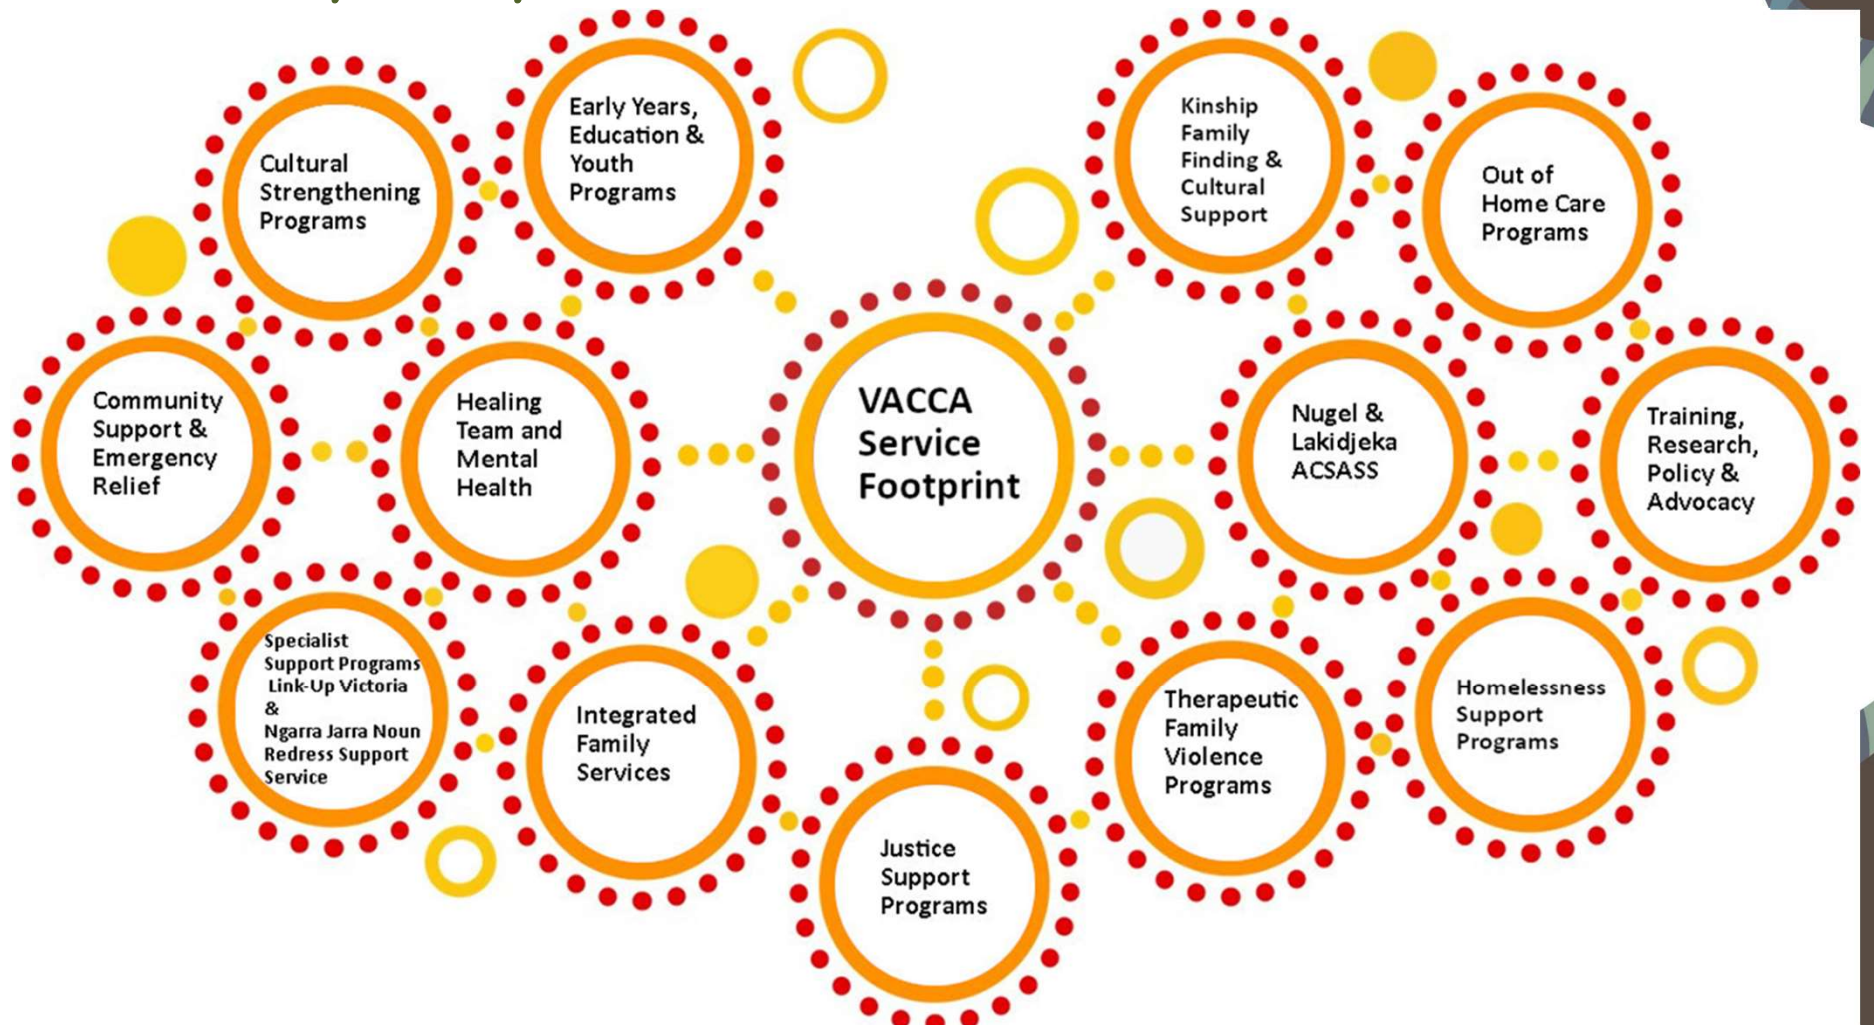 Early Years,
Education &
Youth
Programs
Kinship
Family
Finding &
Cultural
Support
Cultural
Strengthening
Programs
Out of
Home Care
Programs
Community
Support &
Emergency
Relief
Healing
Team and
Mental
Health
VACCA
Service
Footprint
Nugel &
Lakidjeka
ACSASS
Training,
Research,
Policy &
Advocacy
Specialist
Support Programs
Link-Up Victoria
&
Ngarra Jarra Noun
Redress Support
Service
Integrated
Family
Services
Therapeutic
Family
Violence
Programs
Homelessness
Support
Programs
Justice
Support
Programs